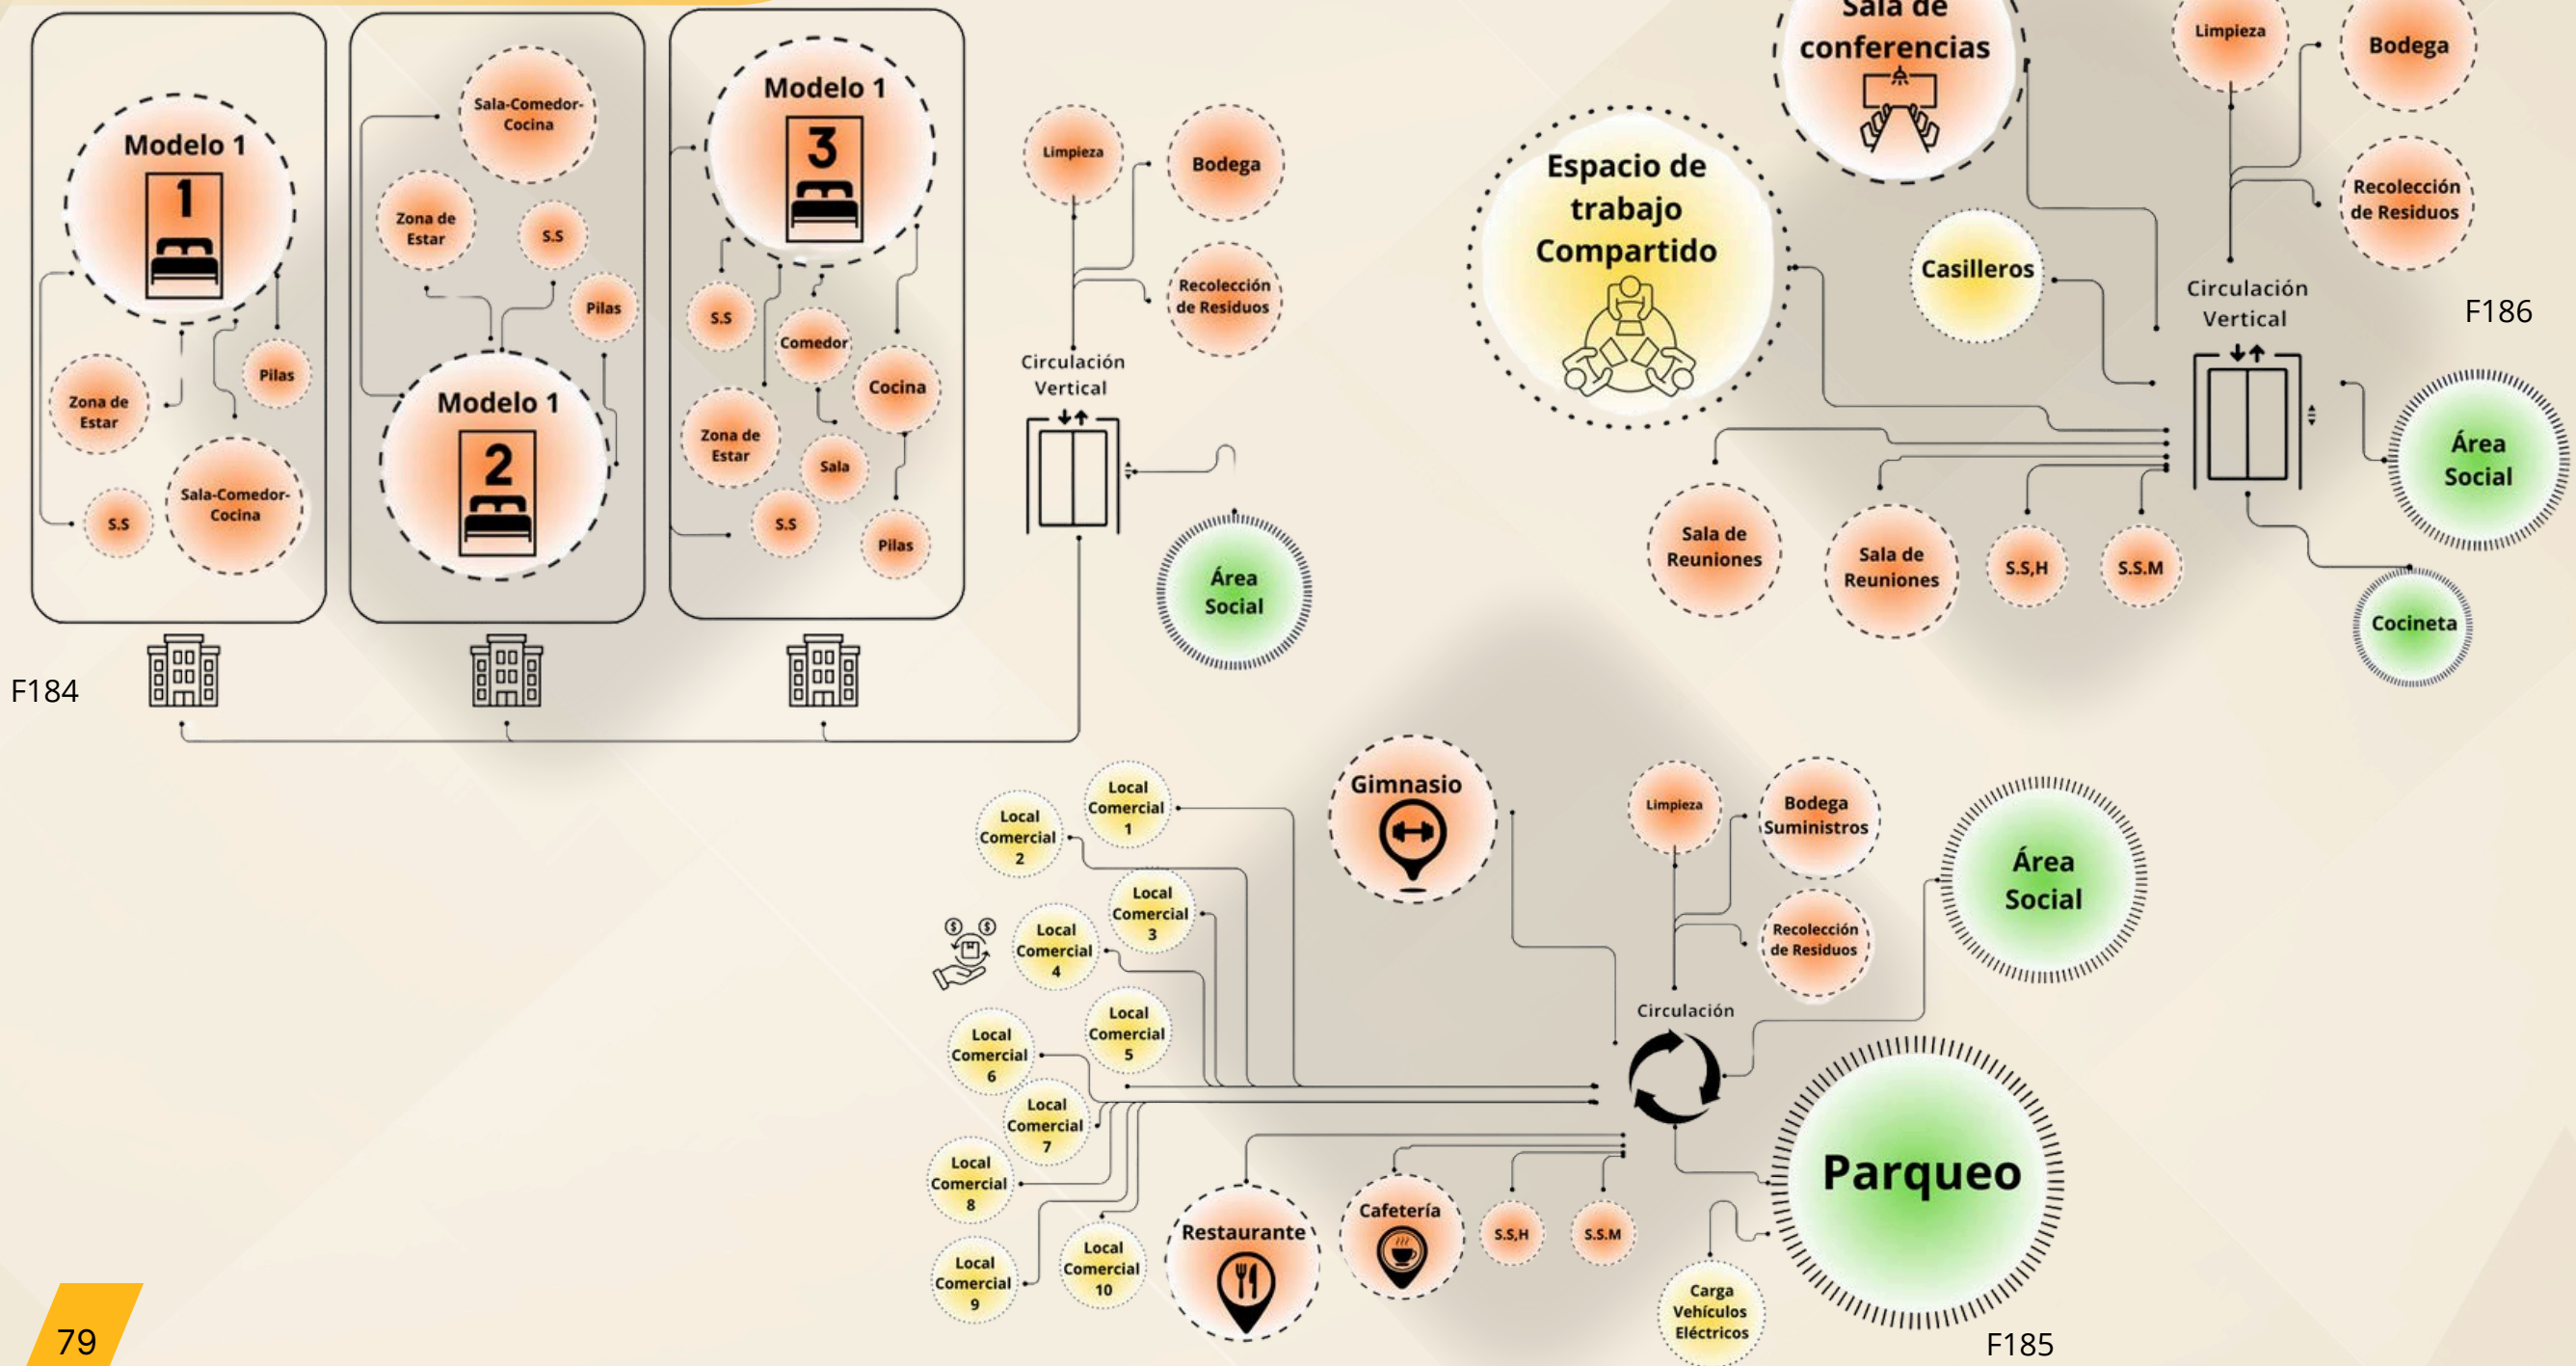 Modelo 1
1
Zona de
Estar
Pilas
S.S
Sala-Comedor-
Cocina
Sala-Comedor-
Cocina
Zona de
Estar
S.S
Pilas
Modelo 1
2
Modelo 1
3
S.S
Comedor
Cocina
Zona de
Estar
Sala
S.S
Pilas
Limpieza
Bodega
Recolección
de Residuos
Circulación
Vertical
Área
Social
F184
Sala de
conferencias
Espacio de
trabajo
Compartido
Casilleros
Limpieza
Bodega
Recolección
de Residuos
Circulación
Vertical
F186
Área
Social
Sala de
Reuniones
Sala de
Reuniones
S.S,H
S.S.M
Cocineta
Local
Comercial
1
Local
Comercial
2
Local
Comercial
3
Local
Comercial
4
Local
Comercial
5
Local
Comercial
6
Local
Comercial
7
Local
Comercial
8
Local
Comercial
9
Local
Comercial
10
$ $
Gimnasio
Limpieza
Bodega
Suministros
Recolección
de Residuos
Área
Social
Circulación
Restaurante
Cafetería
S.S,H
S.S.M
Parqueo
Carga
Vehículos
Eléctricos
F185
79